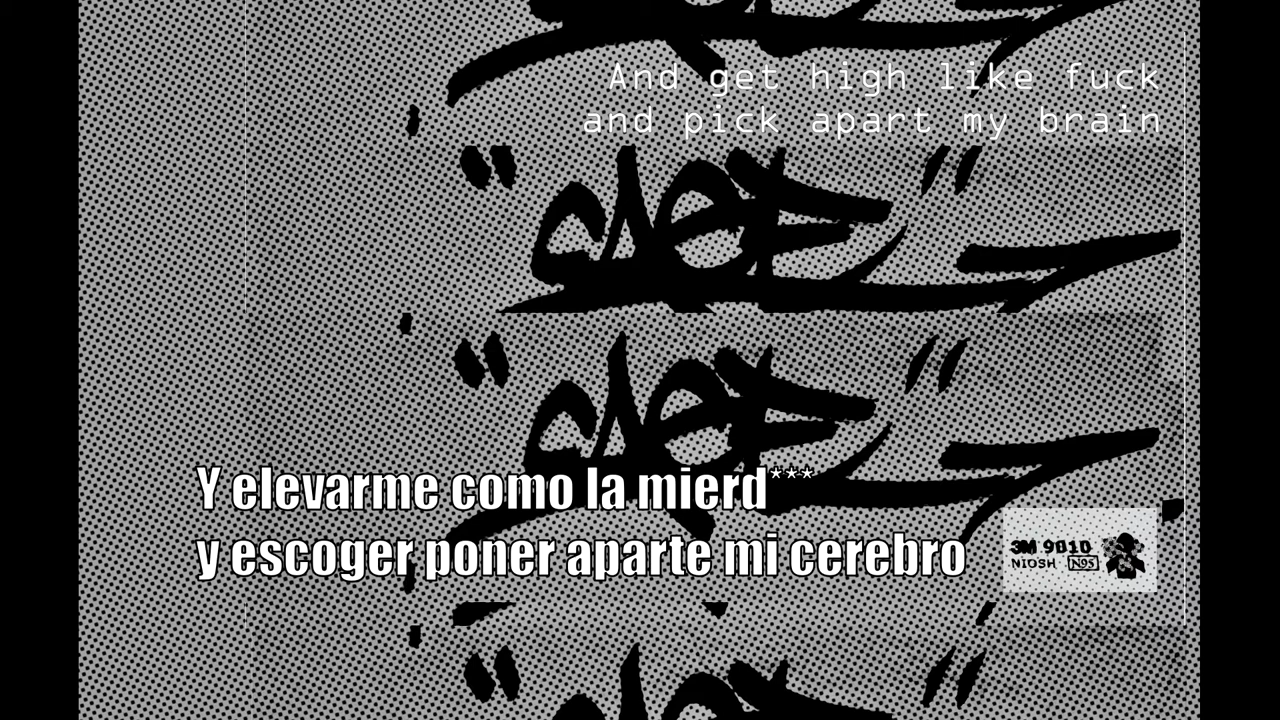 And get high like fuck
and pick apart my brain
Y elevarme como la mierd***
y escoger poner aparte mi cerebro
3M 9010
NIOSH N95